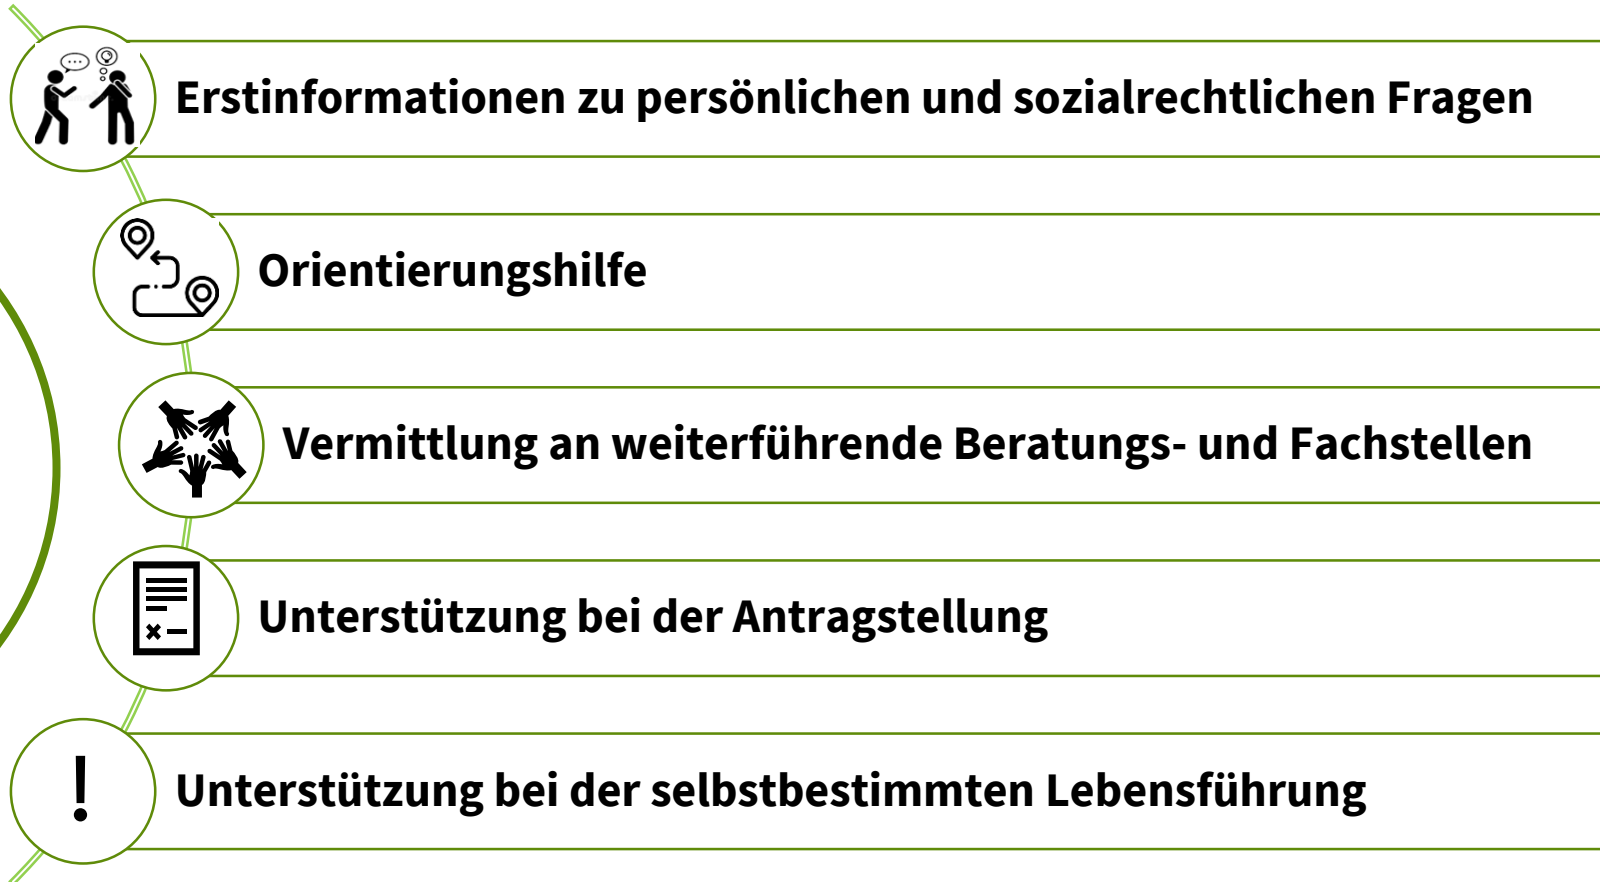 Erstinformationen zu persönlichen und sozialrechtlichen Fragen
Orientierungshilfe
Vermittlung an weiterführende Beratungs- und Fachstellen
Unterstützung bei der Antragstellung
!
Unterstützung bei der selbstbestimmten Lebensführung